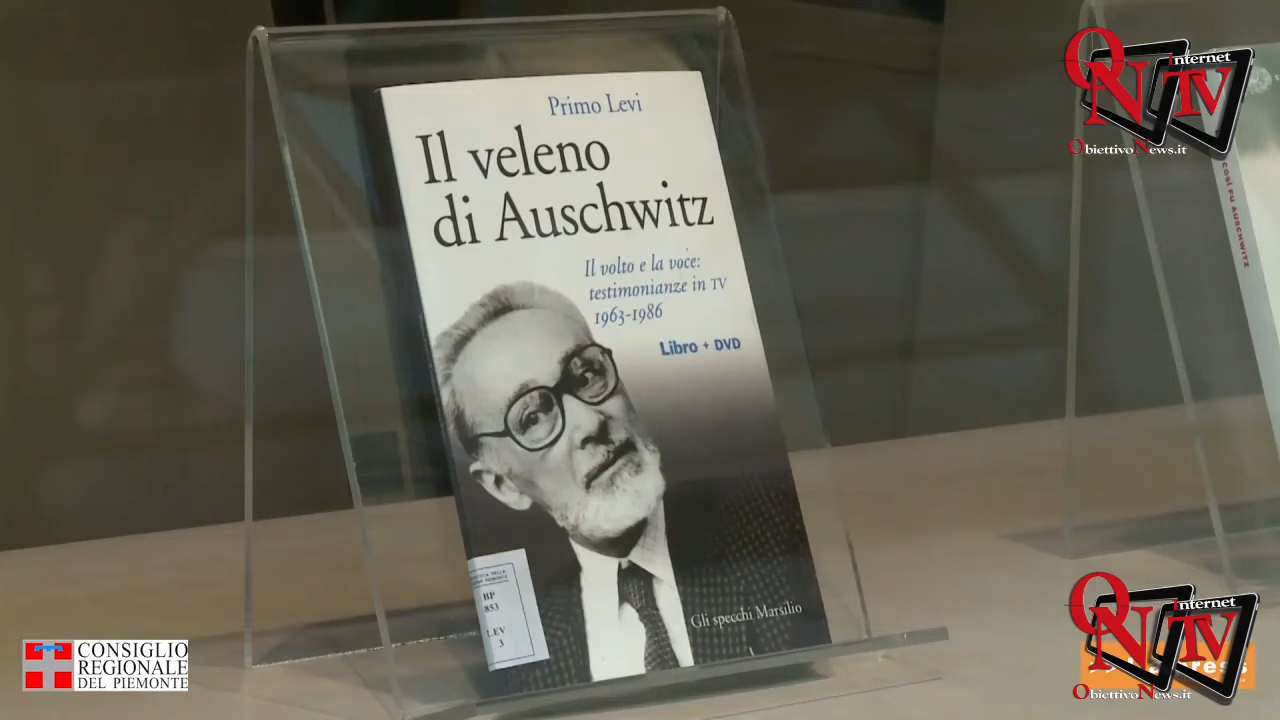 Primo Levi
Il veleno
di Auschwitz
Il volto e la voce:
testimonianze in TV
1963-1986
Libro + DVD
BP
853
LEV
3
Gli specchi Marsilio
COSÌ FU AUSCHWITZ
QN Internet
TV
ObiettivoNews.it
CONSIGLIO
REGIONALE
DEL PIEMONTE
QN Internet
TV
ObiettivoNews.it